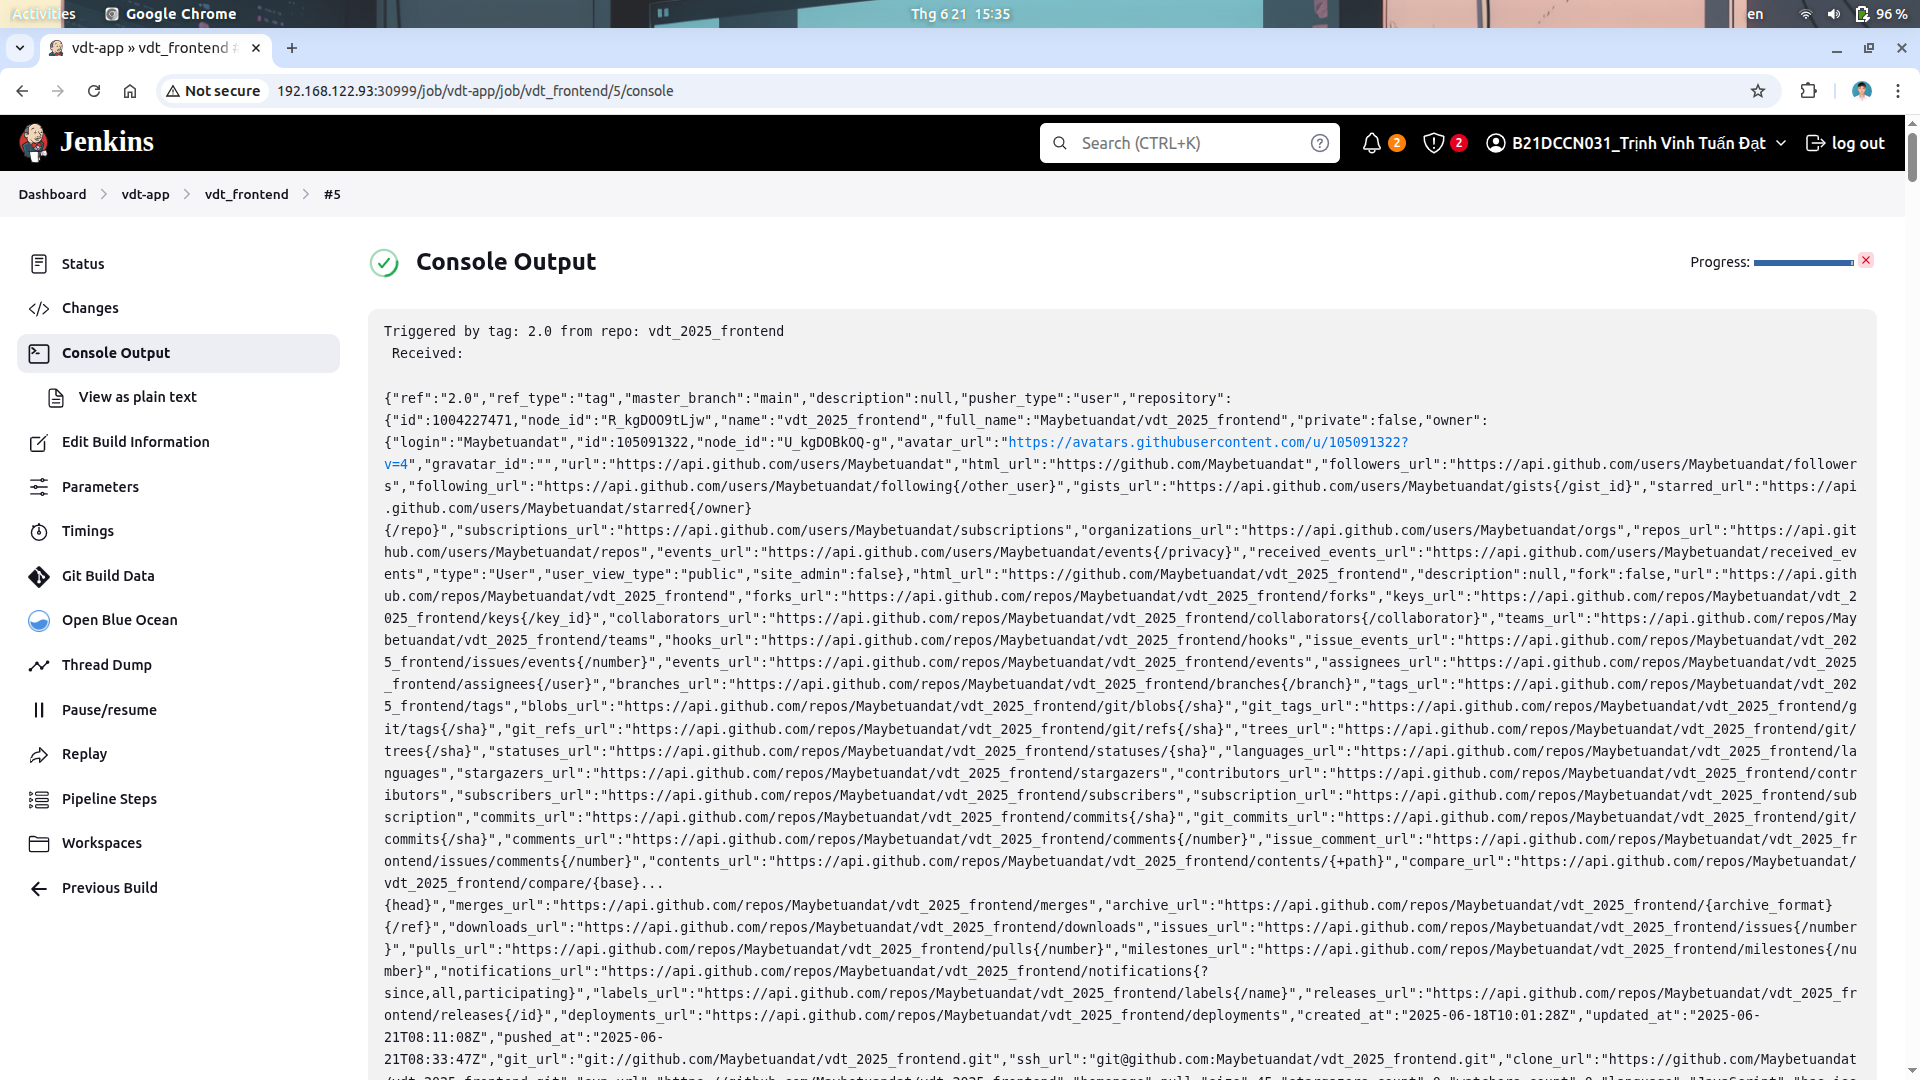 Activities
Google Chrome
Thg 6 21 15:35
en
96 %
vdt-app » vdt_frontend
Not secure
192.168.122.93:30999/job/vdt-app/job/vdt_frontend/5/console
Jenkins
Search (CTRL+K)
2
2
B21DCCN031_Trịnh Vinh Tuấn Đạt
log out
Dashboard
vdt-app
vdt_frontend
#5
Status
Changes
Console Output
View as plain text
Edit Build Information
Parameters
Timings
Git Build Data
Open Blue Ocean
Thread Dump
Pause/resume
Replay
Pipeline Steps
Workspaces
Previous Build
Console Output
Progress:
Triggered by tag: 2.0 from repo: vdt_2025_frontend
Received:
{"ref":"2.0","ref_type":"tag","master_branch":"main","description":null,"pusher_type":"user","repository":
{"id":1004227471,"node_id":"R_kgDOO9tLjw","name":"vdt_2025_frontend","full_name":"Maybetuandat/vdt_2025_frontend","private":false,"owner":
{"login":"Maybetuandat","id":105091322,"node_id":"U_kgDOBkOQ-g","avatar_url":"https://avatars.githubusercontent.com/u/105091322?
v=4","gravatar_id":"","url":"https://api.github.com/users/Maybetuandat","html_url":"https://github.com/Maybetuandat","followers_url":"https://api.github.com/users/Maybetuandat/follower
s","following_url":"https://api.github.com/users/Maybetuandat/following{/other_user}","gists_url":"https://api.github.com/users/Maybetuandat/gists{/gist_id}","starred_url":"https://api
.github.com/users/Maybetuandat/starred{/owner}
{/repo}","subscriptions_url":"https://api.github.com/users/Maybetuandat/subscriptions","organizations_url":"https://api.github.com/users/Maybetuandat/orgs","repos_url":"https://api.git
hub.com/users/Maybetuandat/repos","events_url":"https://api.github.com/users/Maybetuandat/events{/privacy}","received_events_url":"https://api.github.com/users/Maybetuandat/received_ev
ents","type":"User","user_view_type":"public","site_admin":false},"html_url":"https://github.com/Maybetuandat/vdt_2025_frontend","description":null,"fork":false,"url":"https://api.gith
ub.com/repos/Maybetuandat/vdt_2025_frontend","forks_url":"https://api.github.com/repos/Maybetuandat/vdt_2025_frontend/forks","keys_url":"https://api.github.com/repos/Maybetuandat/vdt_2
025_frontend/keys{/key_id}","collaborators_url":"https://api.github.com/repos/Maybetuandat/vdt_2025_frontend/collaborators{/collaborator}","teams_url":"https://api.github.com/repos/May
betuandat/vdt_2025_frontend/teams","hooks_url":"https://api.github.com/repos/Maybetuandat/vdt_2025_frontend/hooks","issue_events_url":"https://api.github.com/repos/Maybetuandat/vdt_202
5_frontend/issues/events{/number}","events_url":"https://api.github.com/repos/Maybetuandat/vdt_2025_frontend/events","assignees_url":"https://api.github.com/repos/Maybetuandat/vdt_2025
_frontend/assignees{/user}","branches_url":"https://api.github.com/repos/Maybetuandat/vdt_2025_frontend/branches{/branch}","tags_url":"https://api.github.com/repos/Maybetuandat/vdt_202
5_frontend/tags","blobs_url":"https://api.github.com/repos/Maybetuandat/vdt_2025_frontend/git/blobs{/sha}","git_tags_url":"https://api.github.com/repos/Maybetuandat/vdt_2025_frontend/g
it/tags{/sha}","git_refs_url":"https://api.github.com/repos/Maybetuandat/vdt_2025_frontend/git/refs{/sha}","trees_url":"https://api.github.com/repos/Maybetuandat/vdt_2025_frontend/git/
trees{/sha}","statuses_url":"https://api.github.com/repos/Maybetuandat/vdt_2025_frontend/statuses/{sha}","languages_url":"https://api.github.com/repos/Maybetuandat/vdt_2025_frontend/la
nguages","stargazers_url":"https://api.github.com/repos/Maybetuandat/vdt_2025_frontend/stargazers","contributors_url":"https://api.github.com/repos/Maybetuandat/vdt_2025_frontend/contr
ibutors","subscribers_url":"https://api.github.com/repos/Maybetuandat/vdt_2025_frontend/subscribers","subscription_url":"https://api.github.com/repos/Maybetuandat/vdt_2025_frontend/sub
scription","commits_url":"https://api.github.com/repos/Maybetuandat/vdt_2025_frontend/commits{/sha}","git_commits_url":"https://api.github.com/repos/Maybetuandat/vdt_2025_frontend/git/
commits{/sha}","comments_url":"https://api.github.com/repos/Maybetuandat/vdt_2025_frontend/comments{/number}","issue_comment_url":"https://api.github.com/repos/Maybetuandat/vdt_2025_fr
ontend/issues/comments{/number}","contents_url":"https://api.github.com/repos/Maybetuandat/vdt_2025_frontend/contents/{+path}","compare_url":"https://api.github.com/repos/Maybetuandat/
vdt_2025_frontend/compare/{base}...
{head}","merges_url":"https://api.github.com/repos/Maybetuandat/vdt_2025_frontend/merges","archive_url":"https://api.github.com/repos/Maybetuandat/vdt_2025_frontend/{archive_format}
{/ref}","downloads_url":"https://api.github.com/repos/Maybetuandat/vdt_2025_frontend/downloads","issues_url":"https://api.github.com/repos/Maybetuandat/vdt_2025_frontend/issues{/number
}","pulls_url":"https://api.github.com/repos/Maybetuandat/vdt_2025_frontend/pulls{/number}","milestones_url":"https://api.github.com/repos/Maybetuandat/vdt_2025_frontend/milestones{/nu
mber}","notifications_url":"https://api.github.com/repos/Maybetuandat/vdt_2025_frontend/notifications{?
since,all,participating}","labels_url":"https://api.github.com/repos/Maybetuandat/vdt_2025_frontend/labels{/name}","releases_url":"https://api.github.com/repos/Maybetuandat/vdt_2025_fr
ontend/releases{/id}","deployments_url":"https://api.github.com/repos/Maybetuandat/vdt_2025_frontend/deployments","created_at":"2025-06-18T10:01:28Z","updated_at":"2025-06-
21T08:11:08Z","pushed_at":"2025-06-
21T08:33:47Z","git_url":"git://github.com/Maybetuandat/vdt_2025_frontend.git","ssh_url":"git@github.com:Maybetuandat/vdt_2025_frontend.git","clone_url":"https://github.com/Maybetuandat